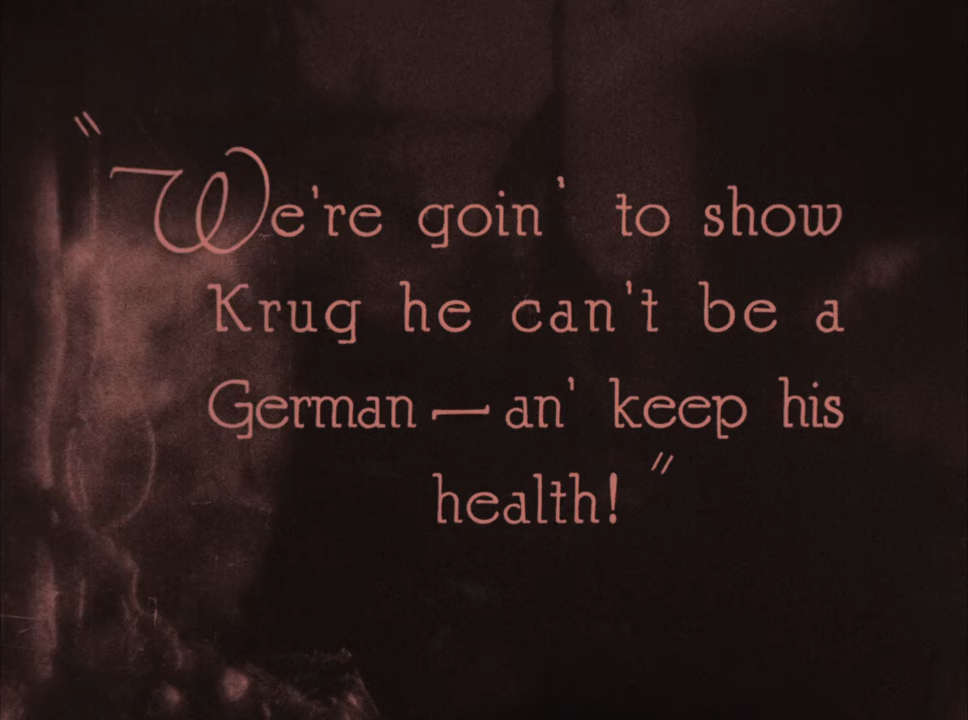 "We're goin' to show
Krug he can't be a
German — an' keep his
health!"